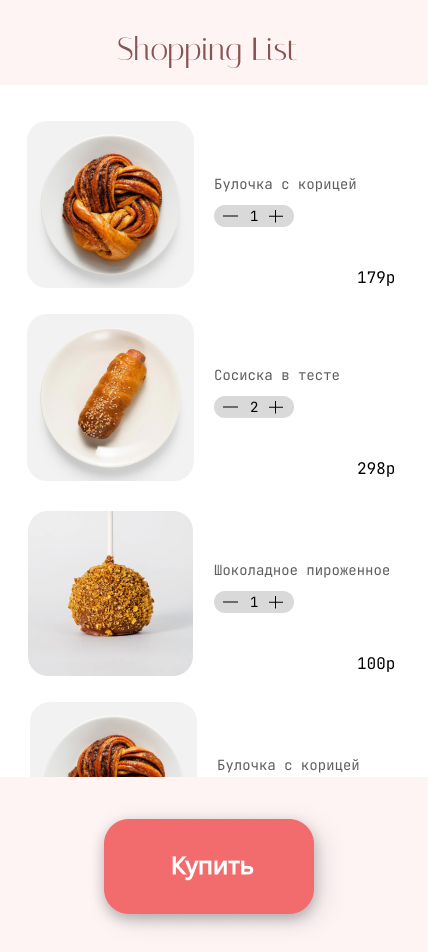 Shopping List
Булочка с корицей
1
179р
Сосиска в тесте
2
298р
Шоколадное пироженное
1
100р
Булочка с корицей
Купить